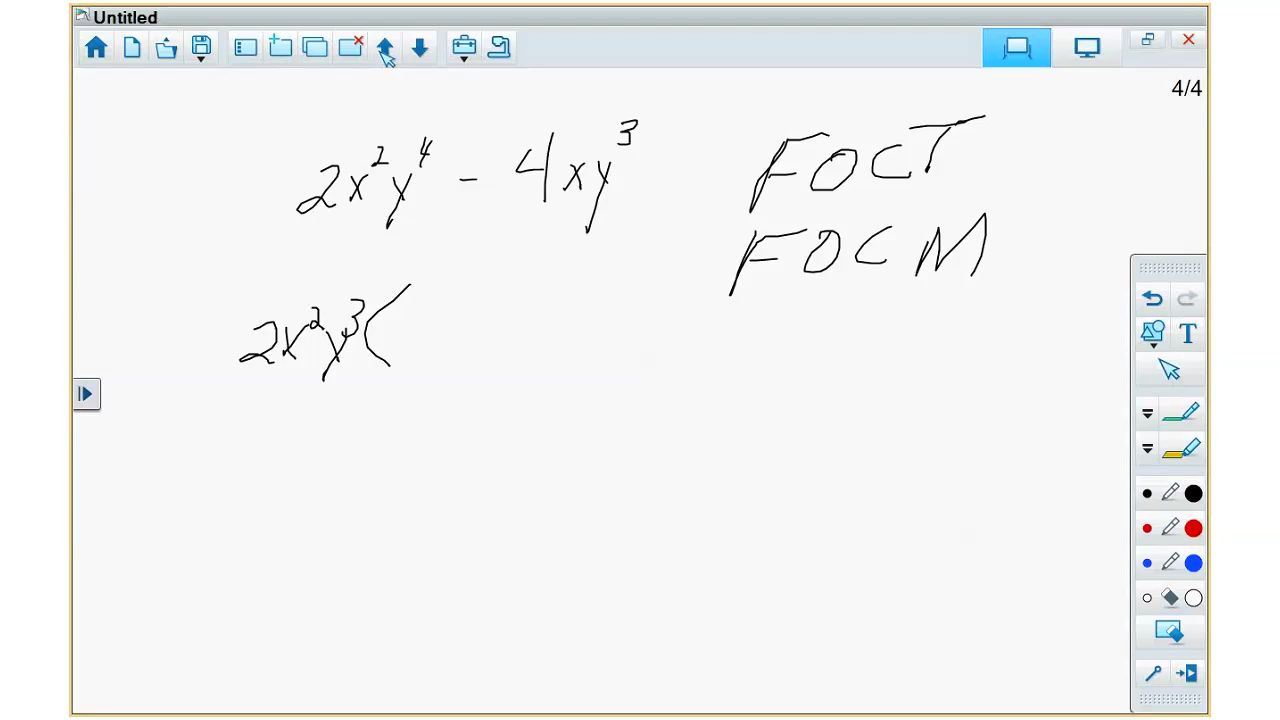 Untitled
4/4
2x²y⁴ - 4xy³
FOCT
FOCM
2x²y³(
T